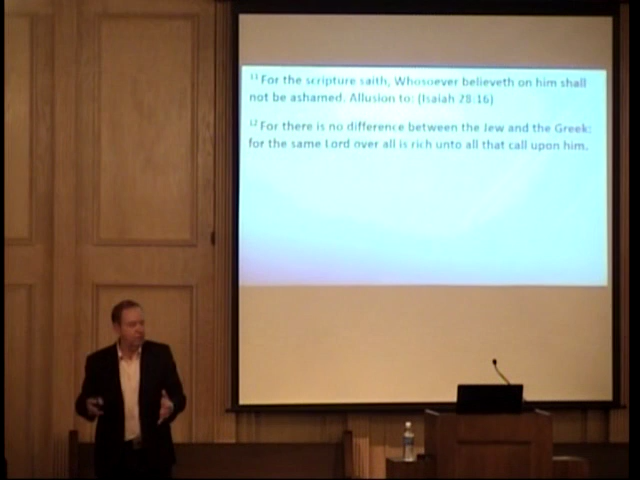 11 For the scripture saith, Whosoever believeth on him shall
not be ashamed. Allusion to: (Isaiah 28:16)
12 For there is no difference between the Jew and the Greek:
for the same Lord over all is rich unto all that call upon him.